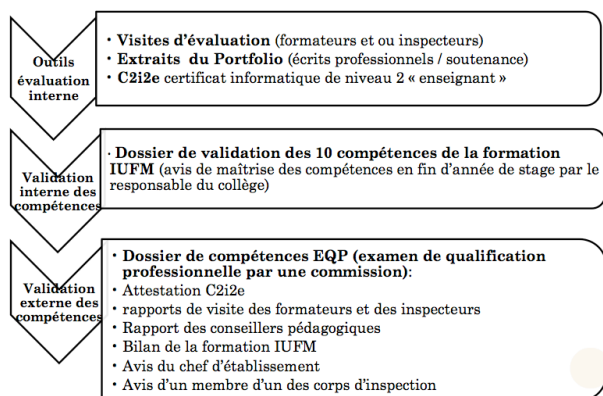 Outils
évaluation
interne
• Visites d'évaluation (formateurs et ou inspecteurs)
• Extraits du Portfolio (écrits professionnels / soutenance)
• C2i2e certificat informatique de niveau 2 « enseignant »
Validation
interne des
compétences
· Dossier de validation des 10 compétences de la formation
IUFM (avis de maîtrise des compétences en fin d'année de stage par le
responsable du collège)
Validation
externe des
compétences
• Dossier de compétences EQP (examen de qualification
professionnelle par une commission):
• Attestation C2i2e
• rapports de visite des formateurs et des inspecteurs
• Rapport des conseillers pédagogiques
• Bilan de la formation IUFM
• Avis du chef d'établissement
• Avis d'un membre d'un des corps d'inspection